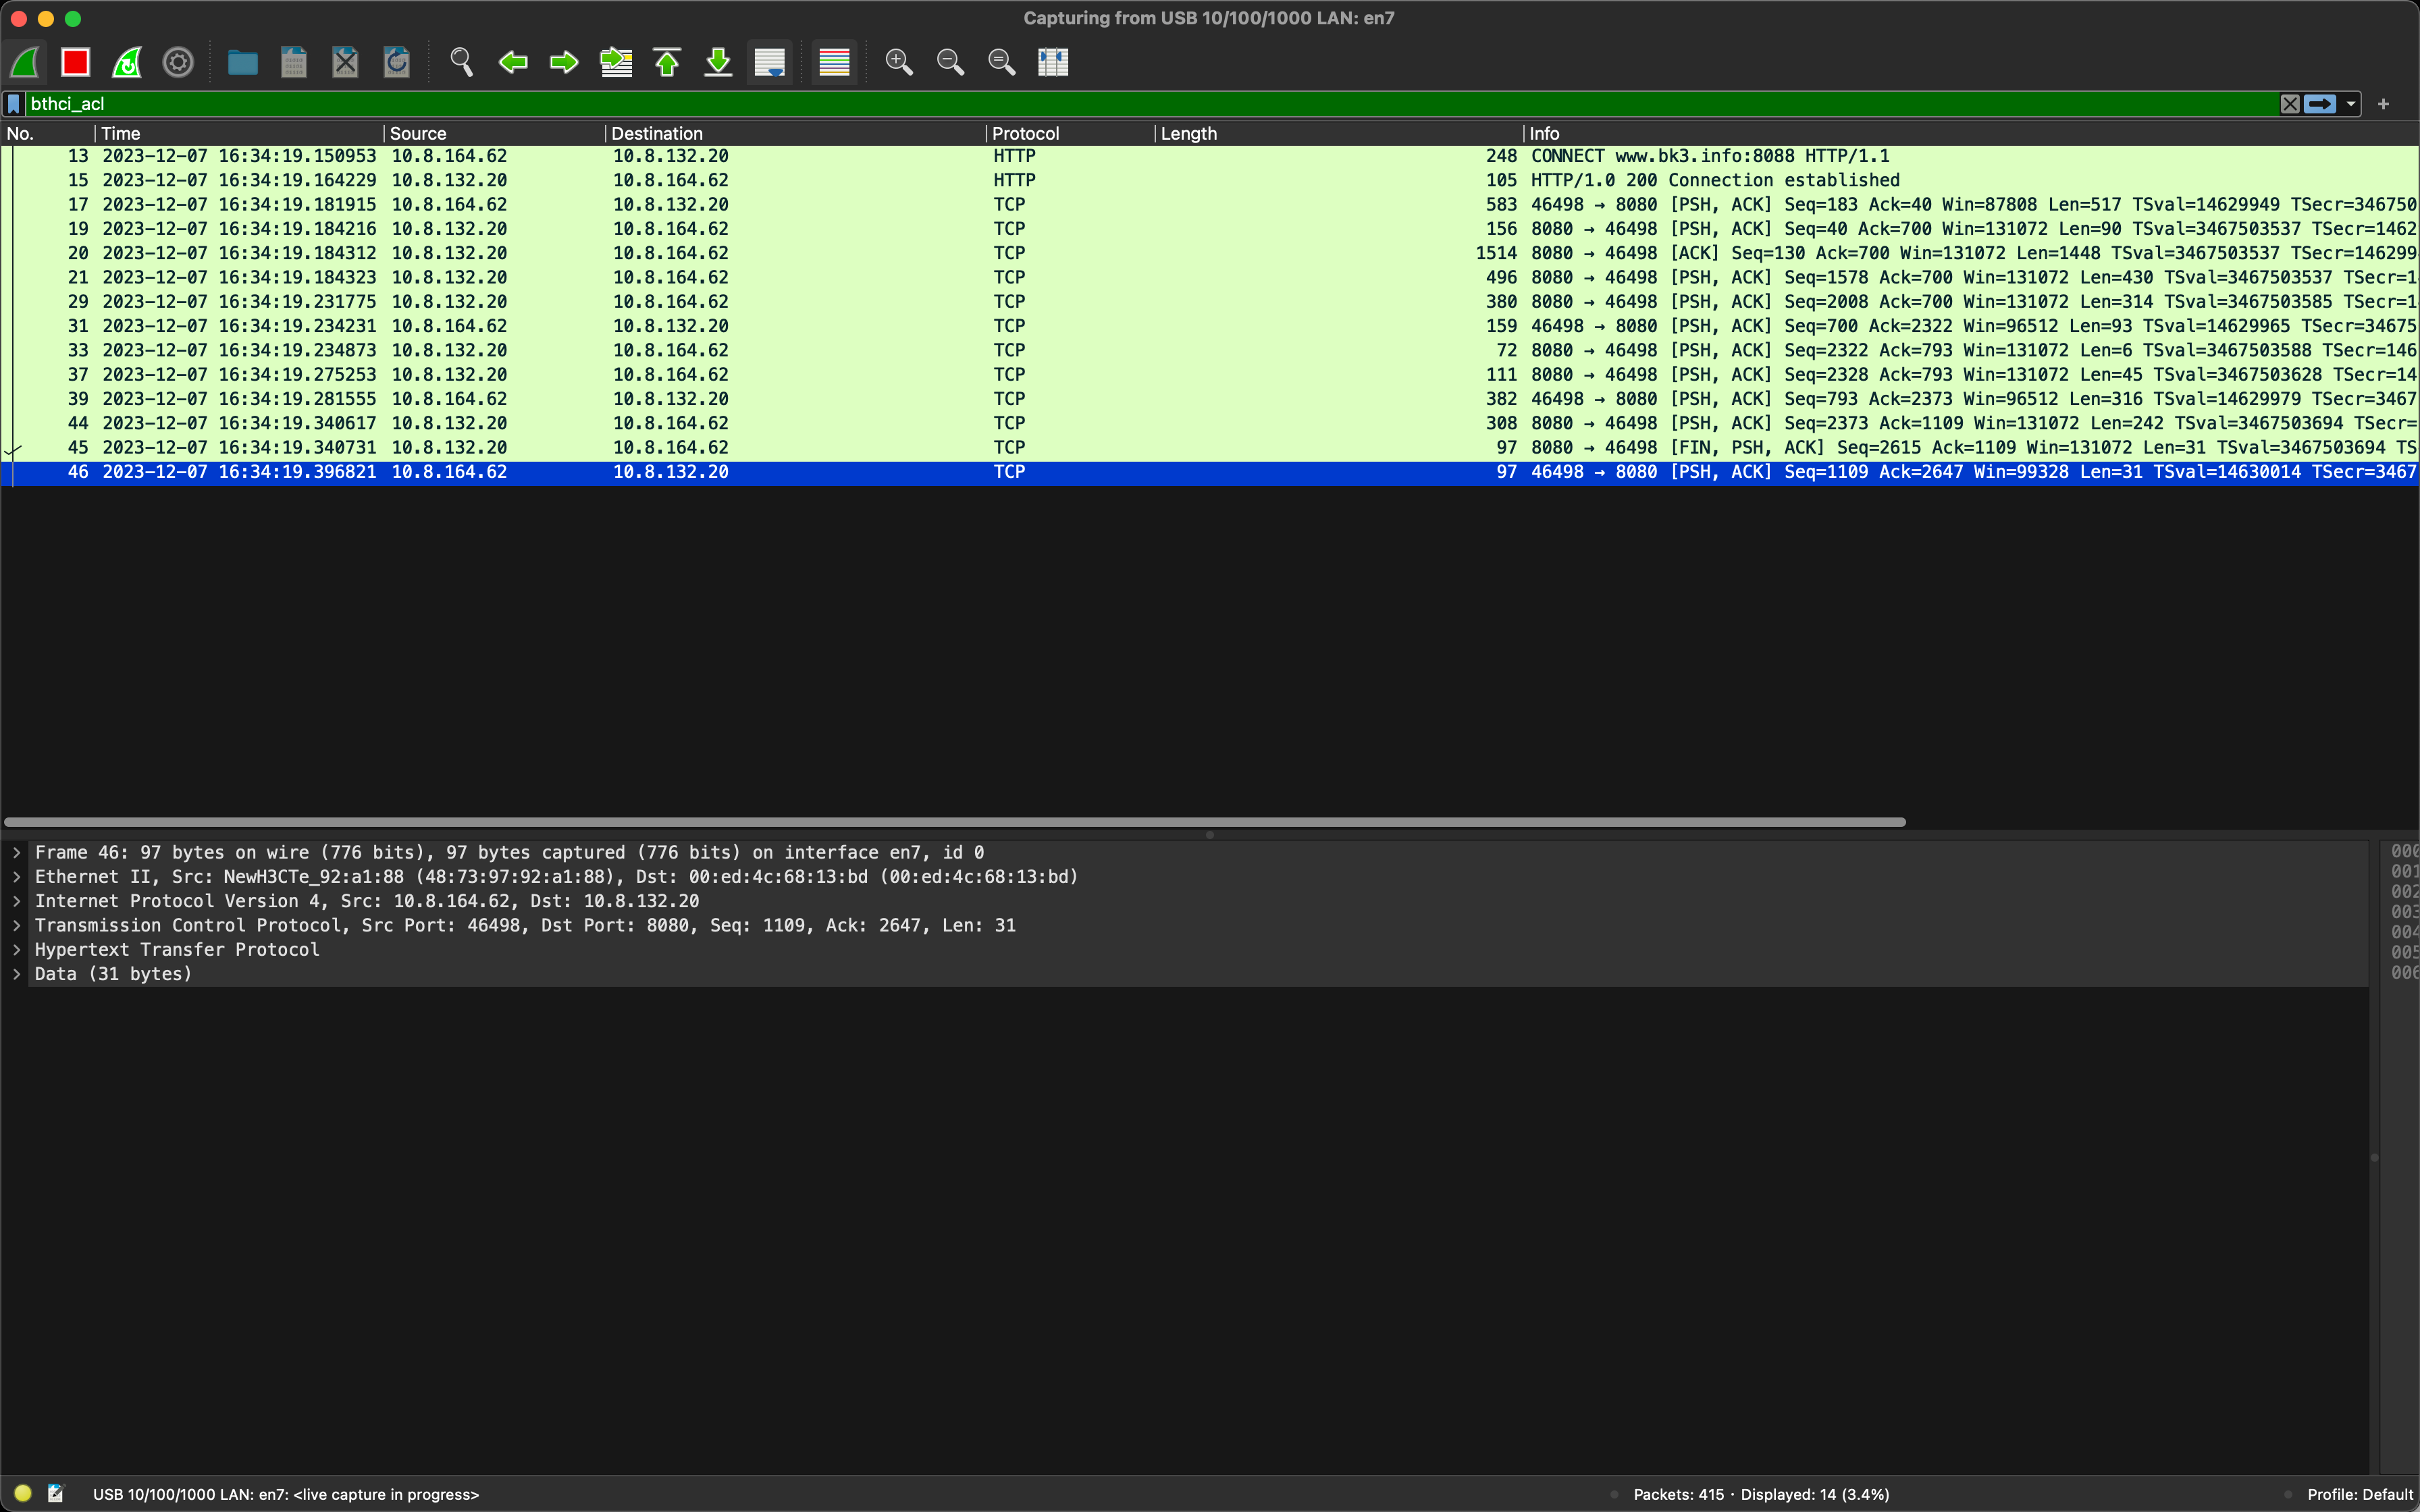 Capturing from USB 10/100/1000 LAN: en7
bthci_acl
No. Time Source Destination Protocol Length Info
13 2023-12-07 16:34:19.150953 10.8.164.62 10.8.132.20 HTTP 248 CONNECT www.bk3.info:8088 HTTP/1.1
15 2023-12-07 16:34:19.164229 10.8.132.20 10.8.164.62 HTTP 105 HTTP/1.0 200 Connection established
17 2023-12-07 16:34:19.181915 10.8.164.62 10.8.132.20 TCP 583 46498 → 8080 [PSH, ACK] Seq=183 Ack=40 Win=87808 Len=517 TSval=14629949 TSecr=346750
19 2023-12-07 16:34:19.184216 10.8.132.20 10.8.164.62 TCP 156 8080 → 46498 [PSH, ACK] Seq=40 Ack=700 Win=131072 Len=90 TSval=3467503537 TSecr=1462
20 2023-12-07 16:34:19.184312 10.8.132.20 10.8.164.62 TCP 1514 8080 → 46498 [ACK] Seq=130 Ack=700 Win=131072 Len=1448 TSval=3467503537 TSecr=146299
21 2023-12-07 16:34:19.184323 10.8.132.20 10.8.164.62 TCP 496 8080 → 46498 [PSH, ACK] Seq=1578 Ack=700 Win=131072 Len=430 TSval=3467503537 TSecr=1
29 2023-12-07 16:34:19.231775 10.8.132.20 10.8.164.62 TCP 380 8080 → 46498 [PSH, ACK] Seq=2008 Ack=700 Win=131072 Len=314 TSval=3467503585 TSecr=1
31 2023-12-07 16:34:19.234231 10.8.164.62 10.8.132.20 TCP 159 46498 → 8080 [PSH, ACK] Seq=700 Ack=2322 Win=96512 Len=93 TSval=14629965 TSecr=34675
33 2023-12-07 16:34:19.234873 10.8.132.20 10.8.164.62 TCP 72 8080 → 46498 [PSH, ACK] Seq=2322 Ack=793 Win=131072 Len=6 TSval=3467503588 TSecr=146
37 2023-12-07 16:34:19.275253 10.8.132.20 10.8.164.62 TCP 111 8080 → 46498 [PSH, ACK] Seq=2328 Ack=793 Win=131072 Len=45 TSval=3467503628 TSecr=14
39 2023-12-07 16:34:19.281555 10.8.164.62 10.8.132.20 TCP 382 46498 → 8080 [PSH, ACK] Seq=793 Ack=2373 Win=96512 Len=316 TSval=14629979 TSecr=3467
44 2023-12-07 16:34:19.340617 10.8.132.20 10.8.164.62 TCP 308 8080 → 46498 [PSH, ACK] Seq=2373 Ack=1109 Win=131072 Len=242 TSval=3467503694 TSecr=
45 2023-12-07 16:34:19.340731 10.8.132.20 10.8.164.62 TCP 97 8080 → 46498 [FIN, PSH, ACK] Seq=2615 Ack=1109 Win=131072 Len=31 TSval=3467503694 TS
46 2023-12-07 16:34:19.396821 10.8.164.62 10.8.132.20 TCP 97 46498 → 8080 [PSH, ACK] Seq=1109 Ack=2647 Win=99328 Len=31 TSval=14630014 TSecr=3467
Frame 46: 97 bytes on wire (776 bits), 97 bytes captured (776 bits) on interface en7, id 0
Ethernet II, Src: NewH3CTe_92:a1:88 (48:73:97:92:a1:88), Dst: 00:ed:4c:68:13:bd (00:ed:4c:68:13:bd)
Internet Protocol Version 4, Src: 10.8.164.62, Dst: 10.8.132.20
Transmission Control Protocol, Src Port: 46498, Dst Port: 8080, Seq: 1109, Ack: 2647, Len: 31
Hypertext Transfer Protocol
Data (31 bytes)
000
001
002
003
004
005
006
USB 10/100/1000 LAN: en7: <live capture in progress>
Packets: 415 · Displayed: 14 (3.4%)
Profile: Default